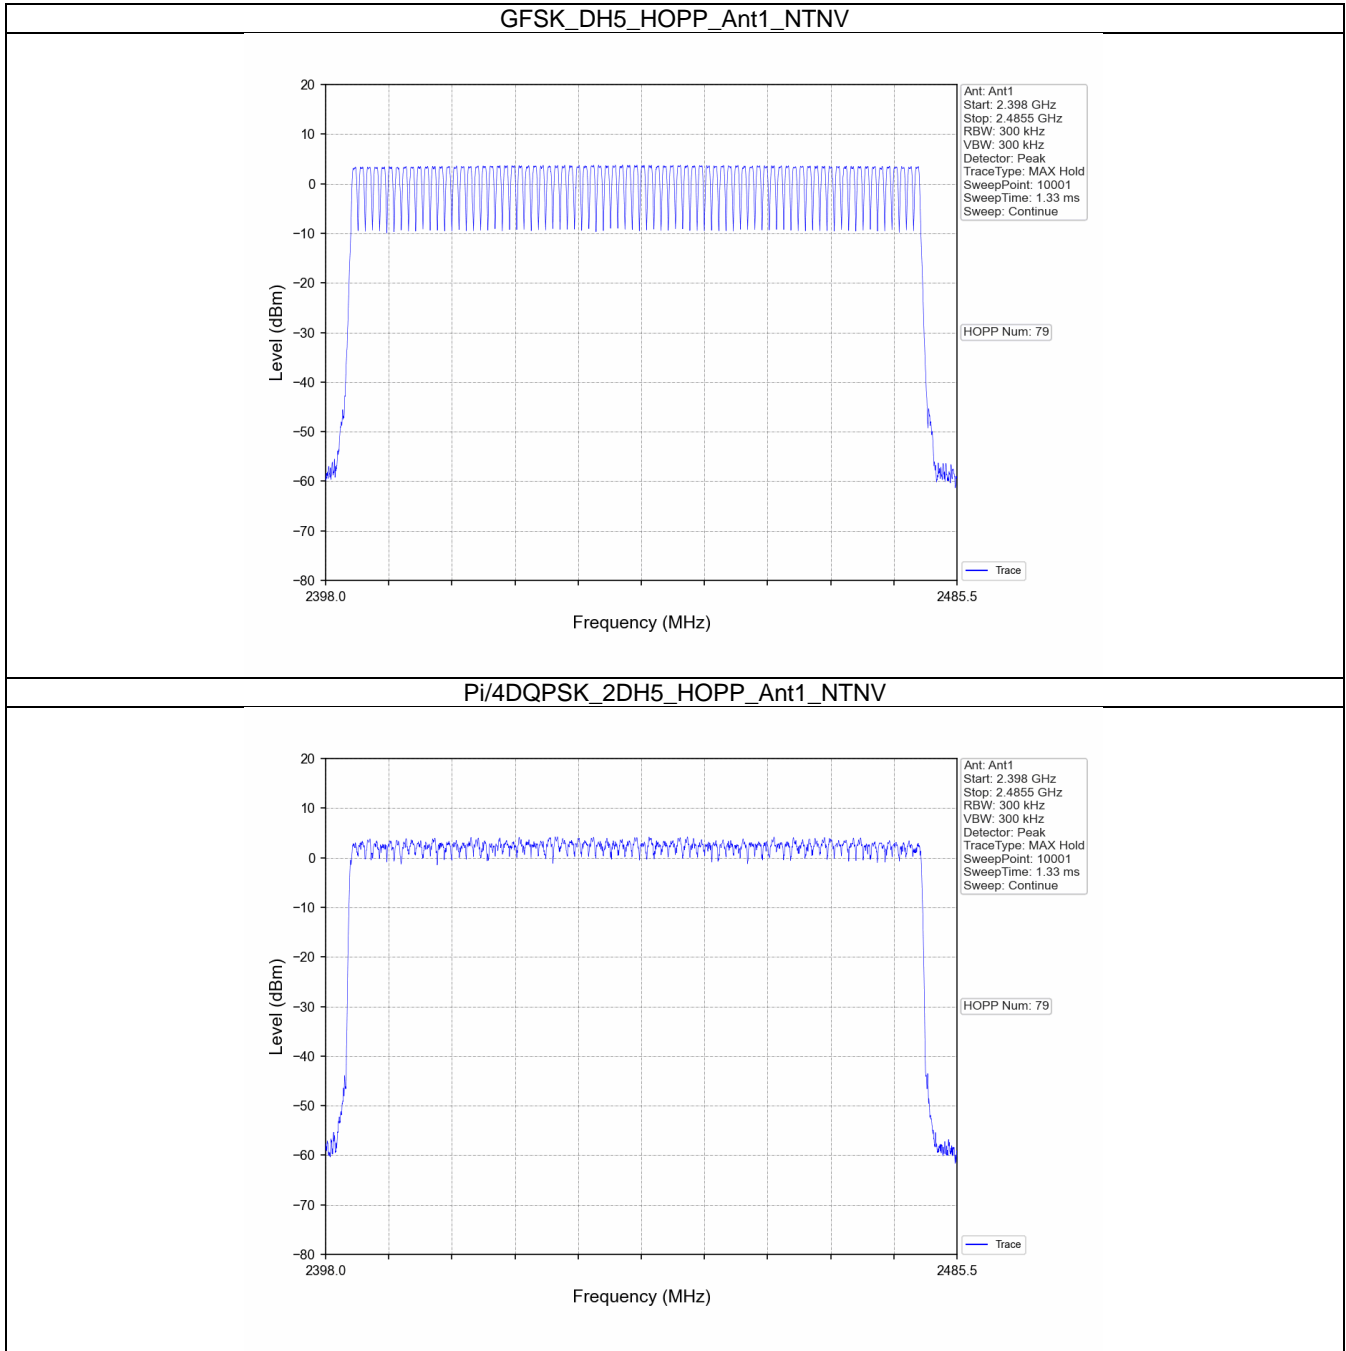 GFSK_DH5_HOPP_Ant1_NTNV
20
10
0
−10
−20
−30
−40
−50
−60
−70
−80
Level (dBm)
2398.0
2485.5
Frequency (MHz)
Ant: Ant1
Start: 2.398 GHz
Stop: 2.4855 GHz
RBW: 300 kHz
VBW: 300 kHz
Detector: Peak
TraceType: MAX Hold
SweepPoint: 10001
SweepTime: 1.33 ms
Sweep: Continue
HOPP Num: 79
Trace
Pi/4DQPSK_2DH5_HOPP_Ant1_NTNV
20
10
0
−10
−20
−30
−40
−50
−60
−70
−80
Level (dBm)
2398.0
2485.5
Frequency (MHz)
Ant: Ant1
Start: 2.398 GHz
Stop: 2.4855 GHz
RBW: 300 kHz
VBW: 300 kHz
Detector: Peak
TraceType: MAX Hold
SweepPoint: 10001
SweepTime: 1.33 ms
Sweep: Continue
HOPP Num: 79
Trace